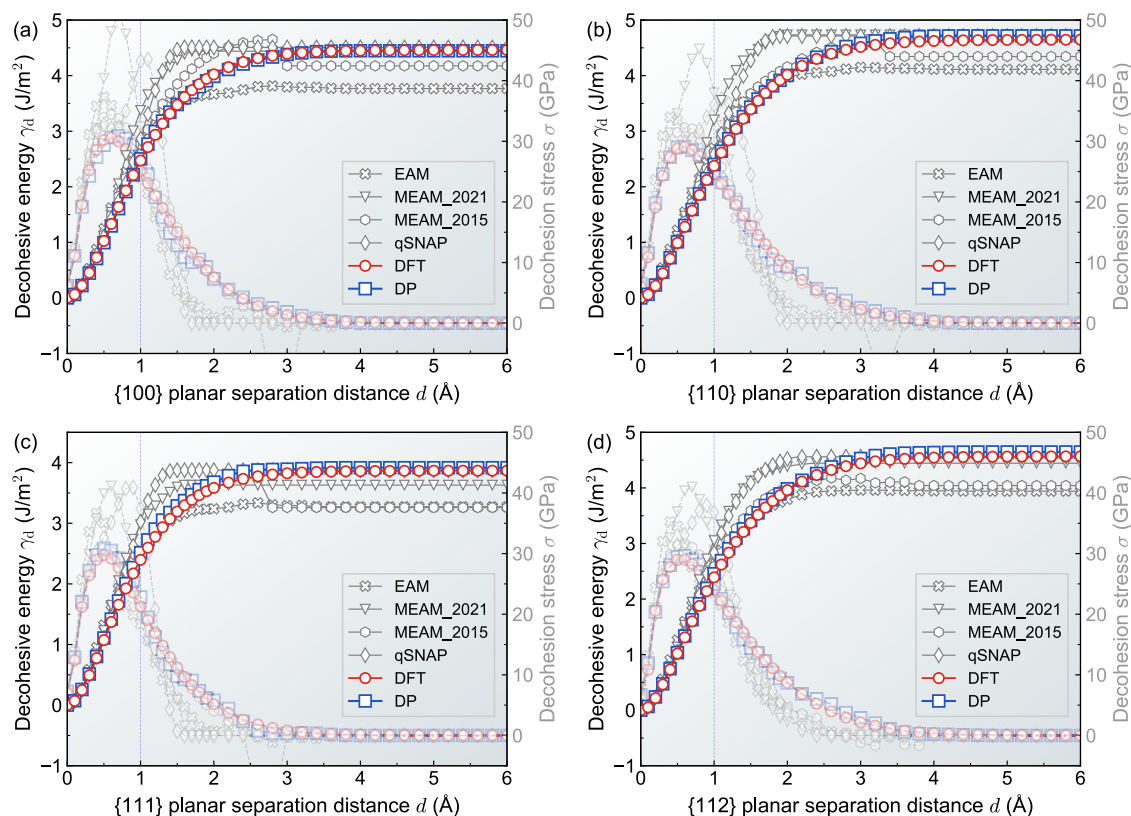 (a)
Decohesive energy γd (J/m²)
5
4
3
2
1
0
−1
EAM
MEAM_2021
MEAM_2015
qSNAP
DFT
DP
50
40
30
20
10
0
Decohesion stress σ (GPa)
0 1 2 3 4 5 6
{100} planar separation distance d (Å)
(b)
Decohesive energy γd (J/m²)
5
4
3
2
1
0
−1
EAM
MEAM_2021
MEAM_2015
qSNAP
DFT
DP
50
40
30
20
10
0
Decohesion stress σ (GPa)
0 1 2 3 4 5 6
{110} planar separation distance d (Å)
(c)
Decohesive energy γd (J/m²)
4
3
2
1
0
−1
EAM
MEAM_2021
MEAM_2015
qSNAP
DFT
DP
50
40
30
20
10
0
Decohesion stress σ (GPa)
0 1 2 3 4 5 6
{111} planar separation distance d (Å)
(d)
Decohesive energy γd (J/m²)
5
4
3
2
1
0
−1
EAM
MEAM_2021
MEAM_2015
qSNAP
DFT
DP
50
40
30
20
10
0
Decohesion stress σ (GPa)
0 1 2 3 4 5 6
{112} planar separation distance d (Å)